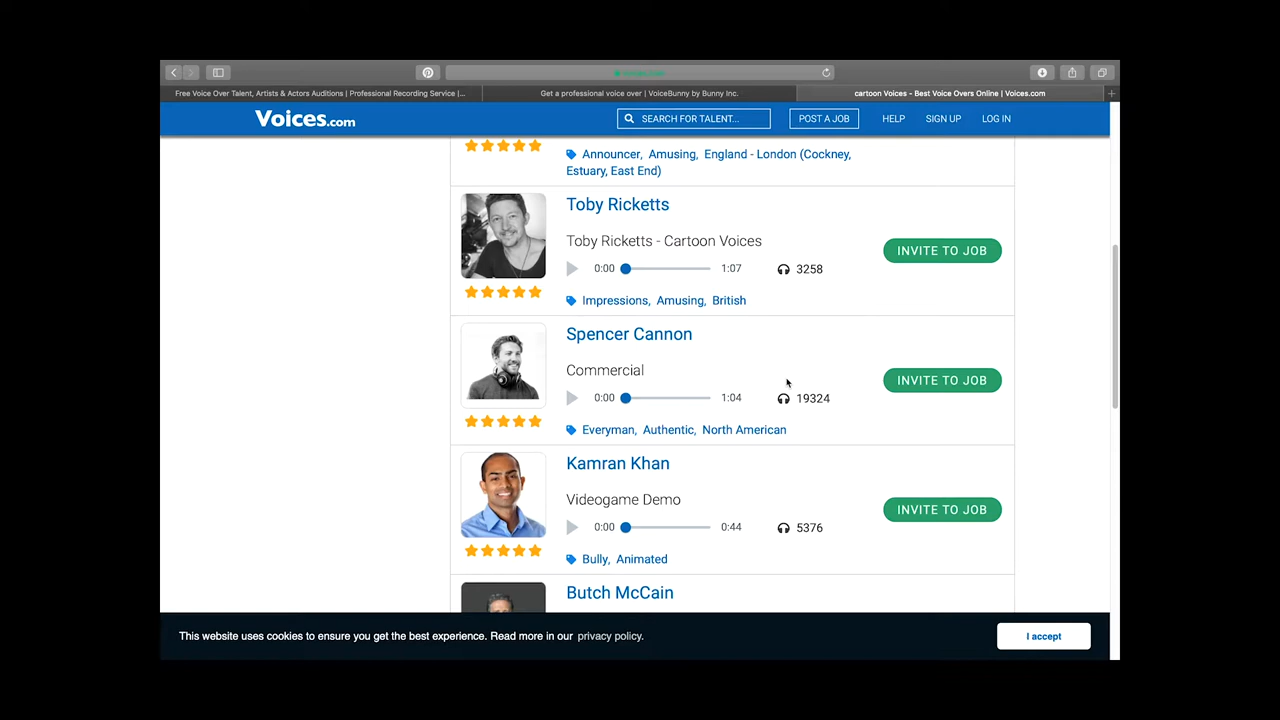 Free Voice Over Talent, Artists & Actors Auditions | Professional Recording Service |...
Get a professional voice over | VoiceBunny by Bunny Inc.
cartoon Voices - Best Voice Overs Online | Voices.com
Voices.com
SEARCH FOR TALENT...
POST A JOB
HELP
SIGN UP
LOG IN
Announcer, Amusing, England - London (Cockney,
Estuary, East End)
Toby Ricketts
Toby Ricketts - Cartoon Voices
INVITE TO JOB
0:00 1:07 3258
Impressions, Amusing, British
Spencer Cannon
Commercial
INVITE TO JOB
0:00 1:04 19324
Everyman, Authentic, North American
Kamran Khan
Videogame Demo
INVITE TO JOB
0:00 0:44 5376
Bully, Animated
Butch McCain
This website uses cookies to ensure you get the best experience. Read more in our privacy policy.
I accept